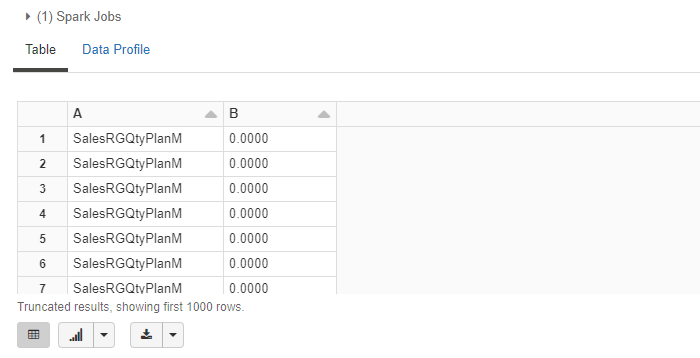 (1) Spark Jobs
Table Data Profile
A B
1 SalesRGQtyPlanM 0.0000
2 SalesRGQtyPlanM 0.0000
3 SalesRGQtyPlanM 0.0000
4 SalesRGQtyPlanM 0.0000
5 SalesRGQtyPlanM 0.0000
6 SalesRGQtyPlanM 0.0000
7 SalesRGQtyPlanM 0.0000
Truncated results, showing first 1000 rows.